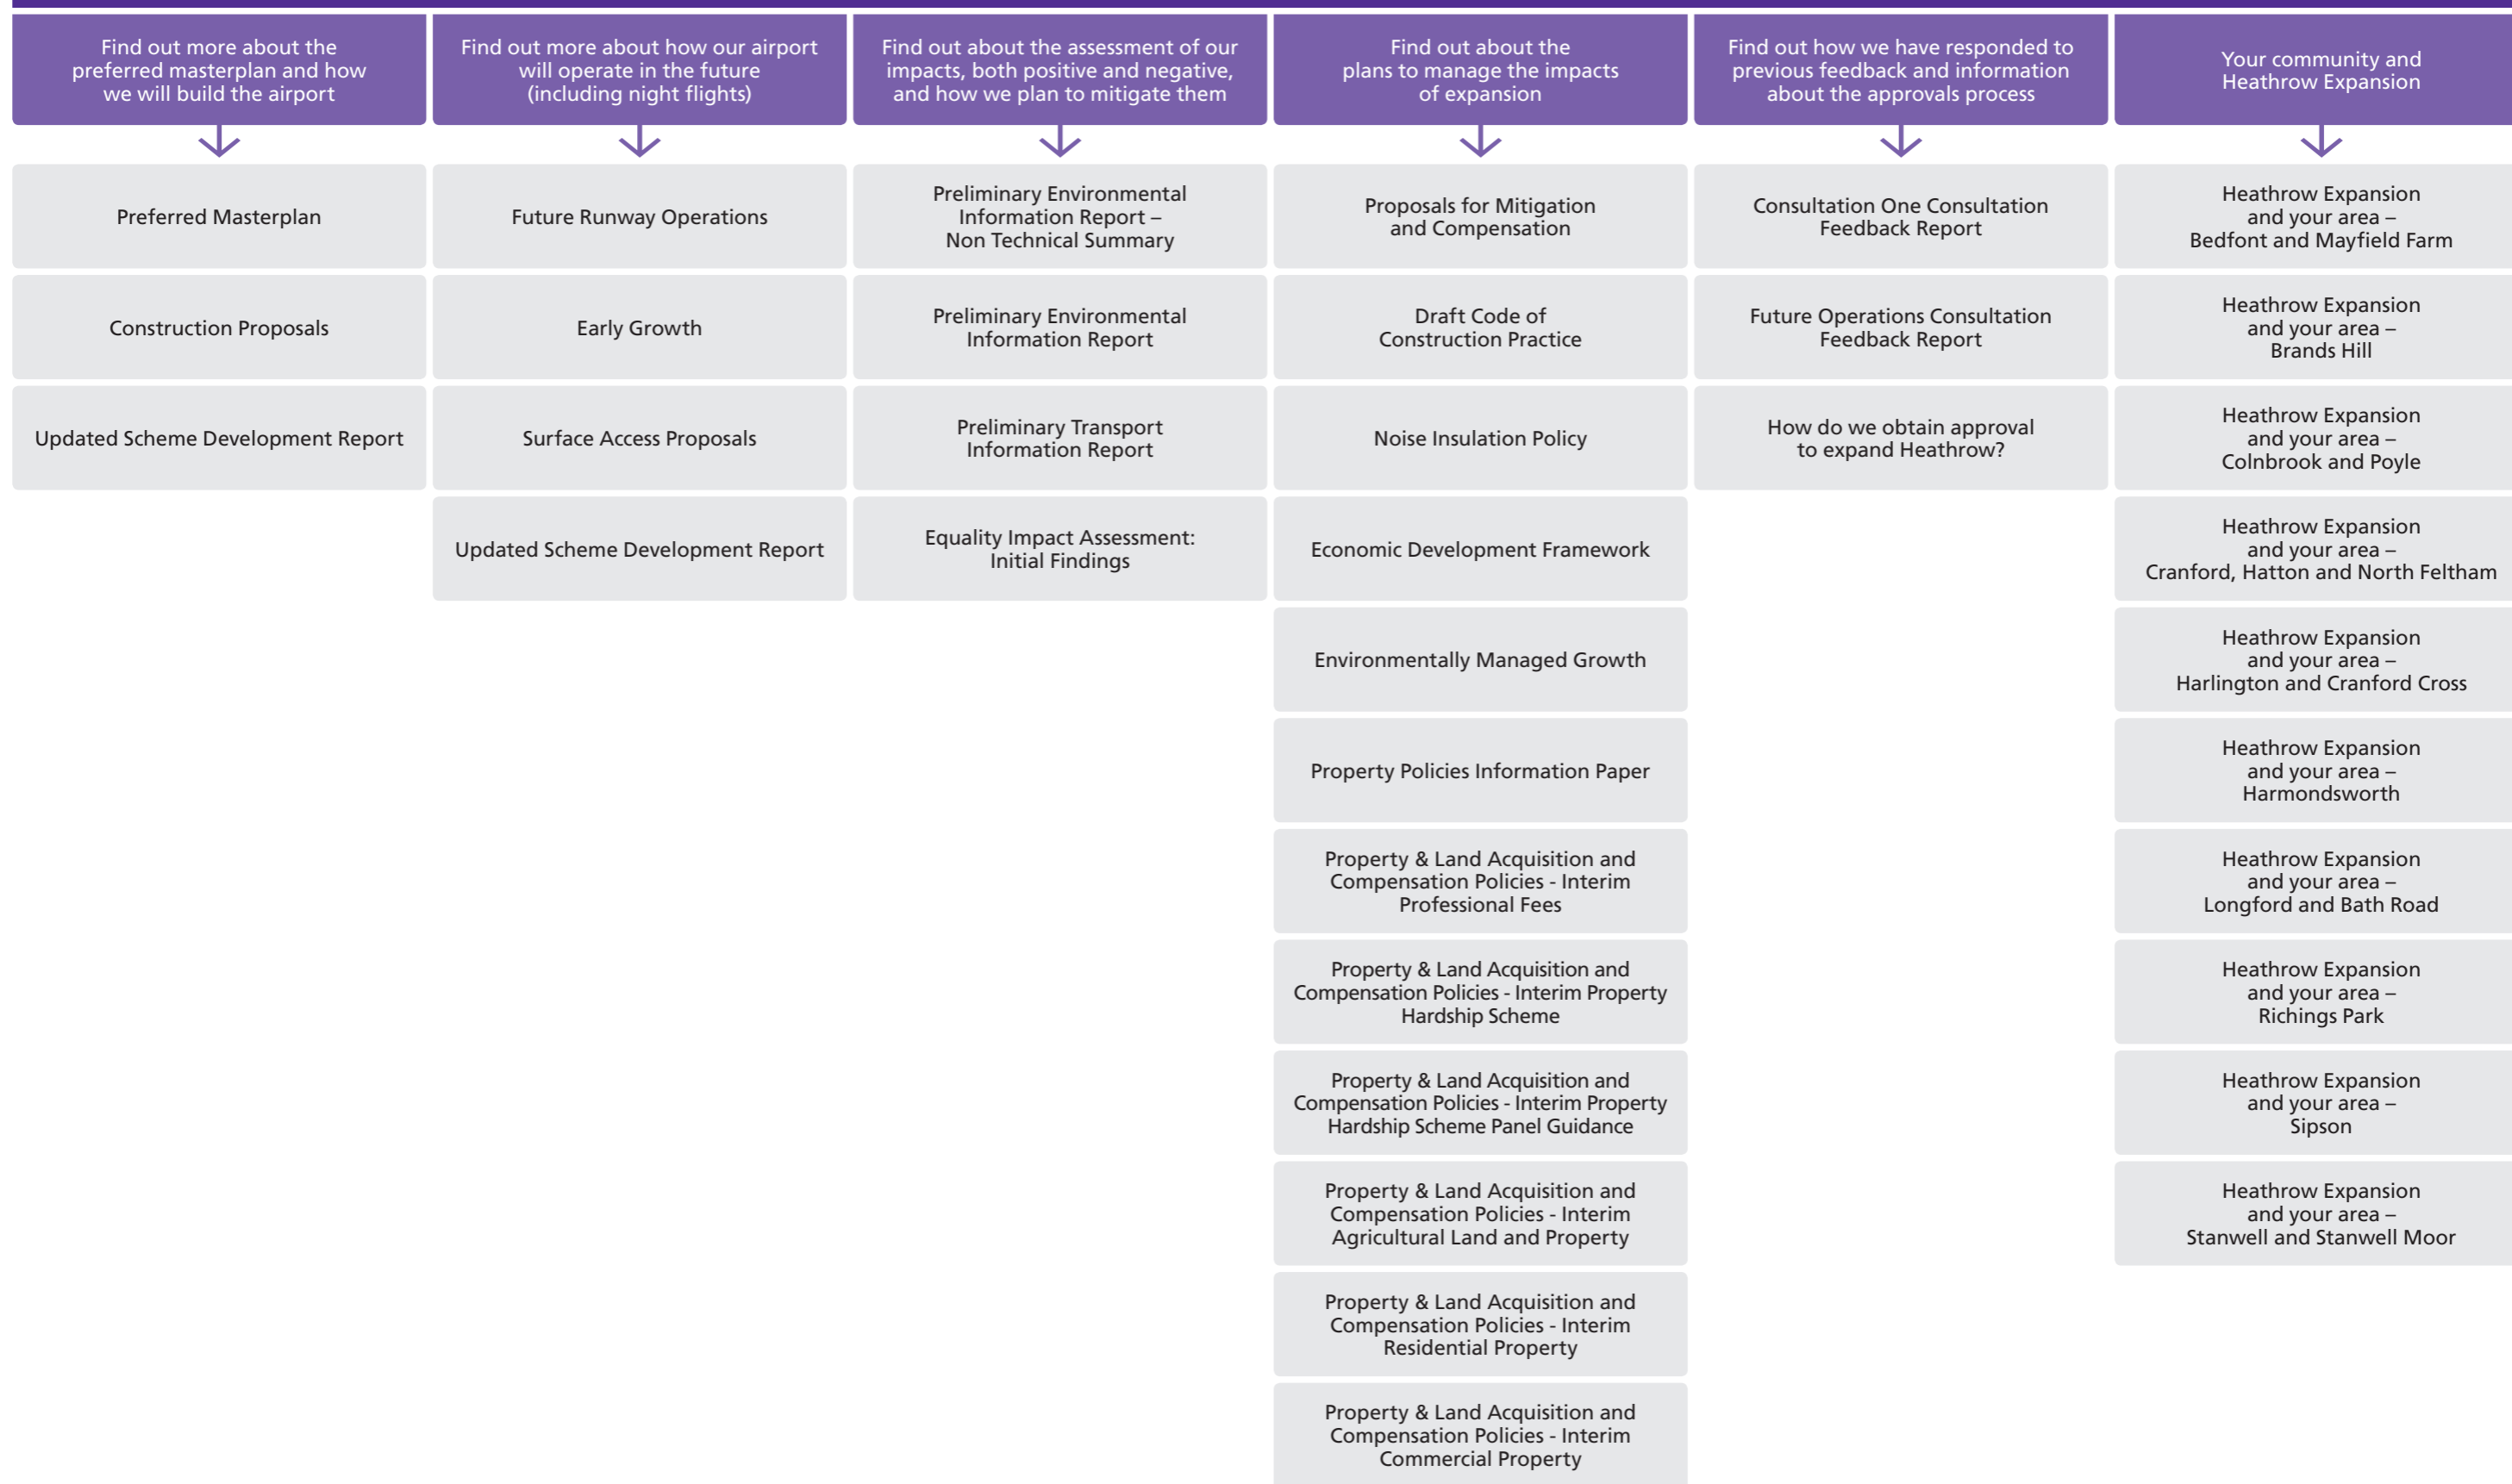 Find out more about the
preferred masterplan and how
we will build the airport
Preferred Masterplan
Construction Proposals
Updated Scheme Development Report
Find out more about how our airport
will operate in the future
(including night flights)
Future Runway Operations
Early Growth
Surface Access Proposals
Updated Scheme Development Report
Find out about the assessment of our
impacts, both positive and negative,
and how we plan to mitigate them
Preliminary Environmental
Information Report –
Non Technical Summary
Preliminary Environmental
Information Report
Preliminary Transport
Information Report
Equality Impact Assessment:
Initial Findings
Find out about the
plans to manage the impacts
of expansion
Proposals for Mitigation
and Compensation
Draft Code of
Construction Practice
Noise Insulation Policy
Economic Development Framework
Environmentally Managed Growth
Property Policies Information Paper
Property & Land Acquisition and
Compensation Policies - Interim
Professional Fees
Property & Land Acquisition and
Compensation Policies - Interim Property
Hardship Scheme
Property & Land Acquisition and
Compensation Policies - Interim Property
Hardship Scheme Panel Guidance
Property & Land Acquisition and
Compensation Policies - Interim
Agricultural Land and Property
Property & Land Acquisition and
Compensation Policies - Interim
Residential Property
Property & Land Acquisition and
Compensation Policies - Interim
Commercial Property
Find out how we have responded to
previous feedback and information
about the approvals process
Consultation One Consultation
Feedback Report
Future Operations Consultation
Feedback Report
How do we obtain approval
to expand Heathrow?
Your community and
Heathrow Expansion
Heathrow Expansion
and your area –
Bedfont and Mayfield Farm
Heathrow Expansion
and your area –
Brands Hill
Heathrow Expansion
and your area –
Colnbrook and Poyle
Heathrow Expansion
and your area –
Cranford, Hatton and North Feltham
Heathrow Expansion
and your area –
Harlington and Cranford Cross
Heathrow Expansion
and your area –
Harmondsworth
Heathrow Expansion
and your area –
Longford and Bath Road
Heathrow Expansion
and your area –
Richings Park
Heathrow Expansion
and your area –
Sipson
Heathrow Expansion
and your area –
Stanwell and Stanwell Moor